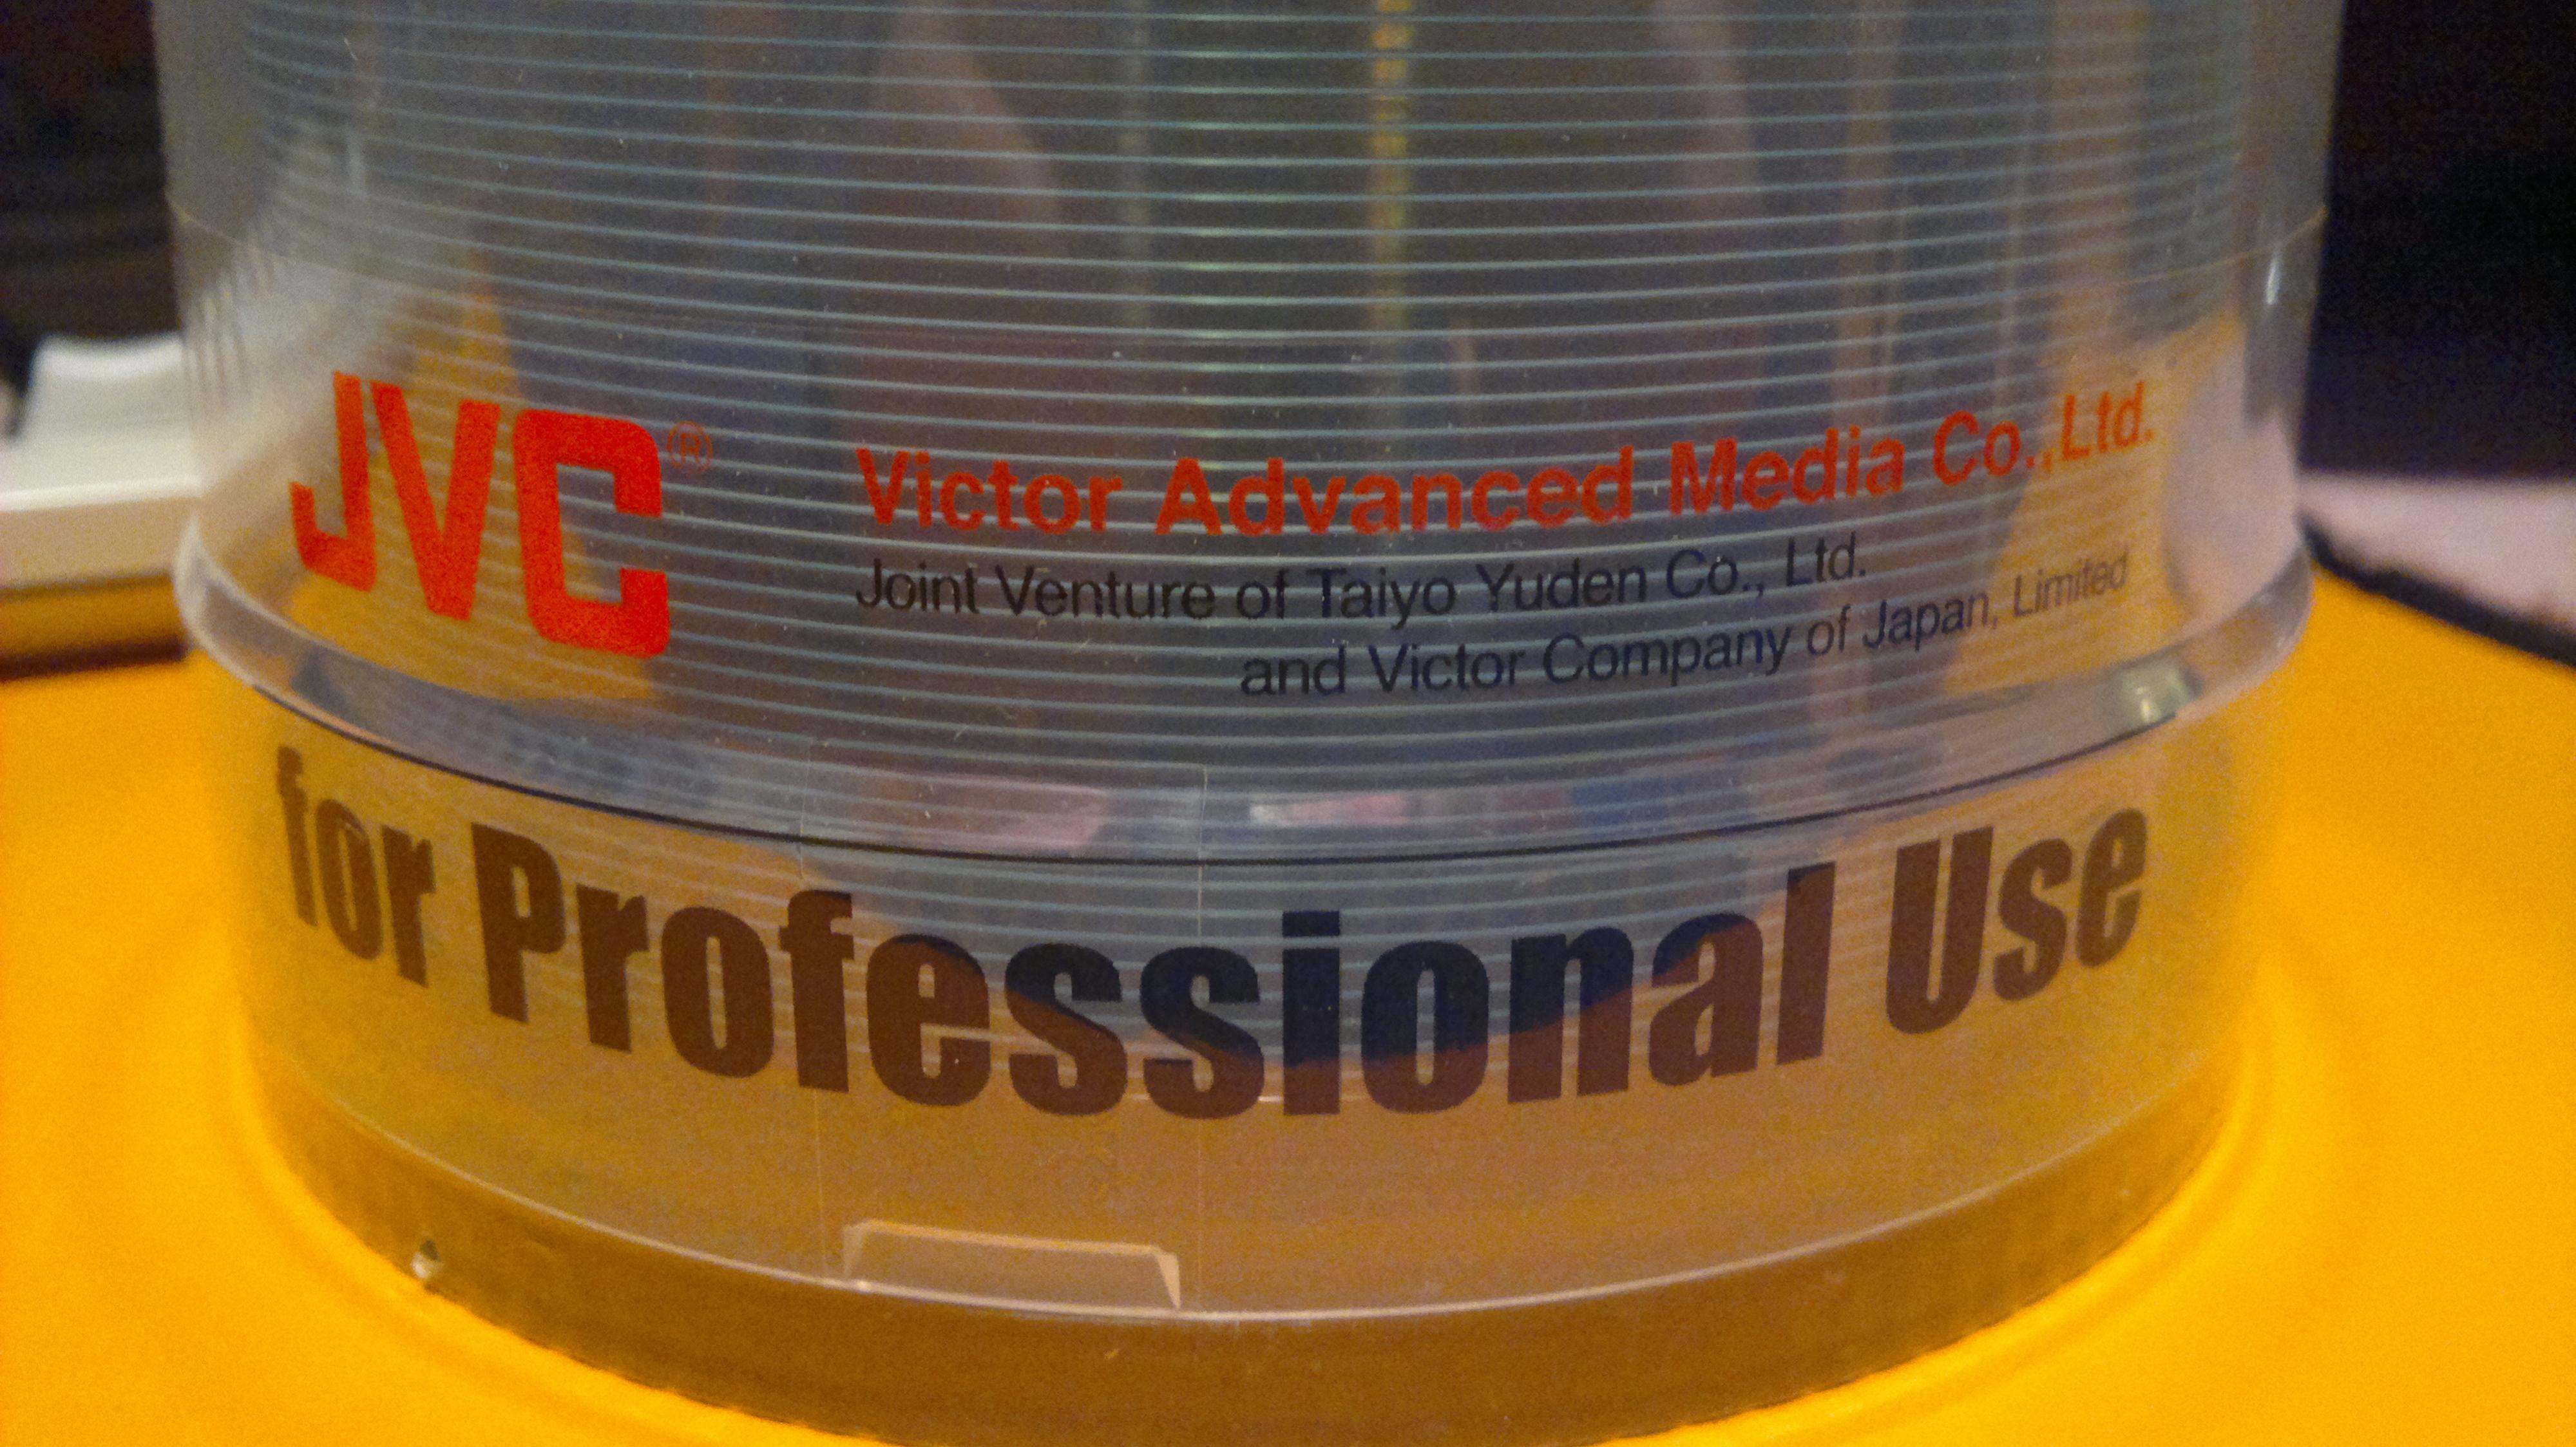 JVC®
Victor Advanced Media Co.,Ltd.
Joint Venture of Taiyo Yuden Co., Ltd.
and Victor Company of Japan, Limited
for Professional Use